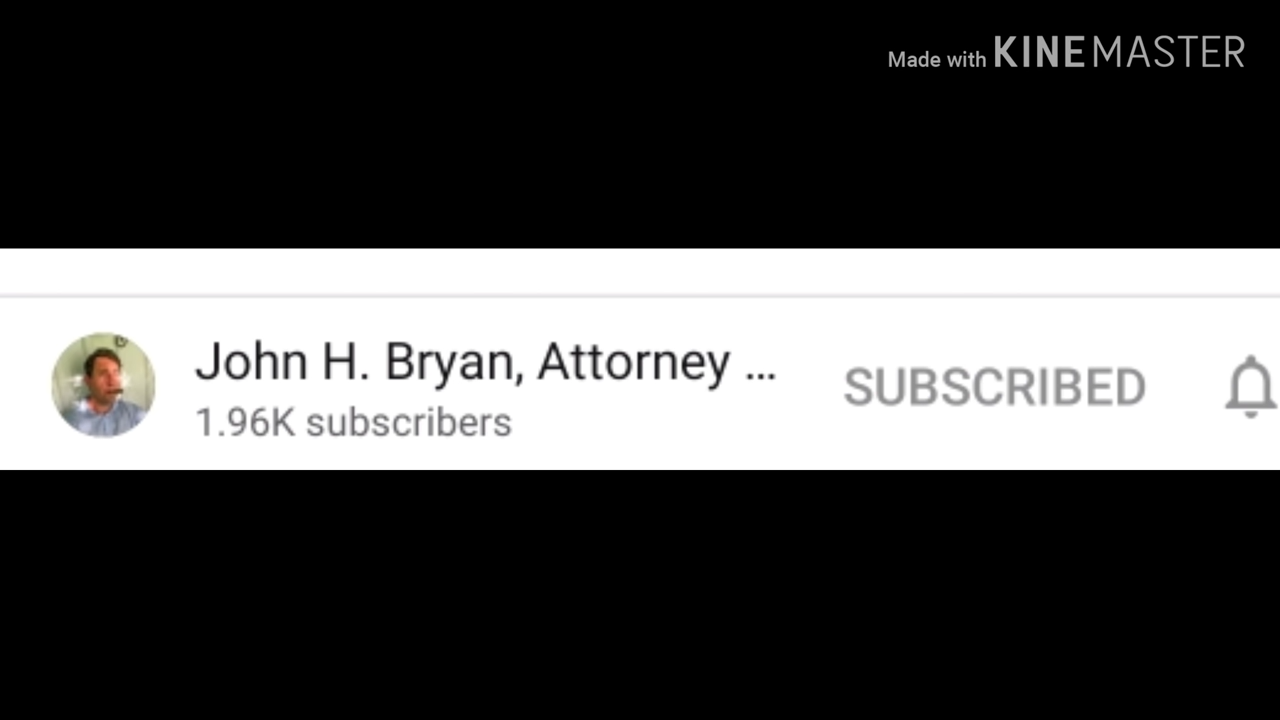 Made with KINEMASTER
John H. Bryan, Attorney ...
SUBSCRIBED
1.96K subscribers